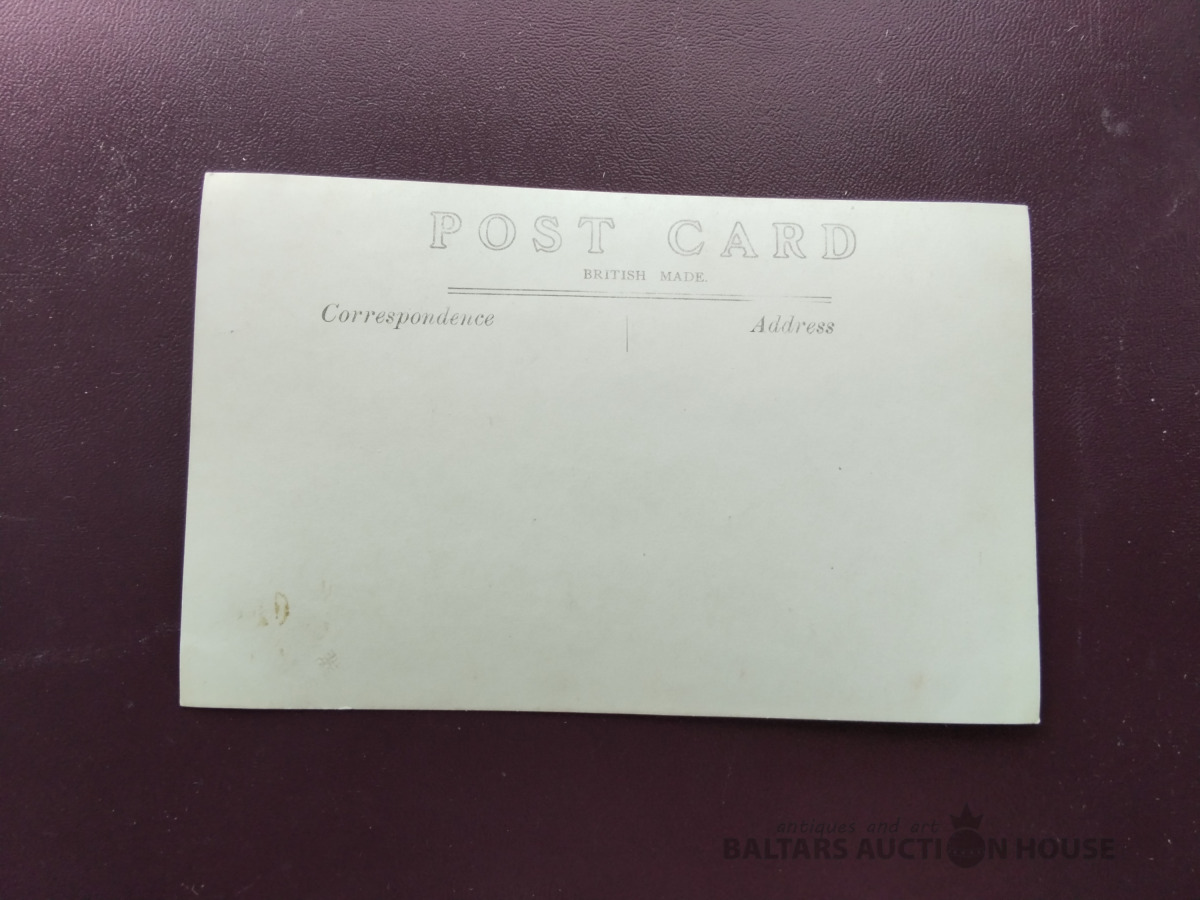 POST CARD
BRITISH MADE.
Correspondence
Address
antiques and art
BALTARS AUCTION HOUSE